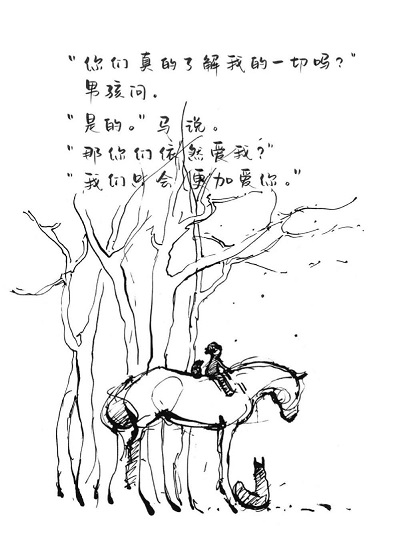 “你们真的了解我的一切吗？”
男孩问.
“是的。”马说。
“那你们依然爱我？”
“我们只会更加爱你。”